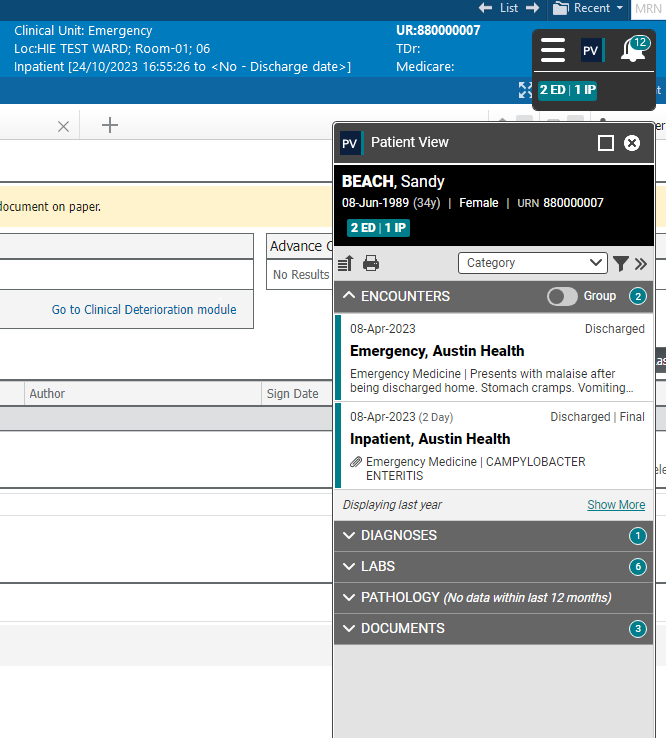 List
Recent
MRN
Clinical Unit: Emergency
UR:880000007
Loc:HIE TEST WARD; Room-01; 06
TDr:
Inpatient [24/10/2023 16:55:26 to <No - Discharge date>]
Medicare:
PV
12
2 ED | 1 IP
PV Patient View
ocument on paper.
BEACH, Sandy
08-Jun-1989 (34y) | Female | URN 880000007
2 ED | 1 IP
Advance C
No Results
Category
Go to Clinical Deterioration module
ENCOUNTERS
Group
2
08-Apr-2023
Discharged
Emergency, Austin Health
Emergency Medicine | Presents with malaise after
being discharged home. Stomach cramps. Vomiting...
Author
Sign Date
08-Apr-2023 (2 Day)
Discharged | Final
Inpatient, Austin Health
Emergency Medicine | CAMPYLOBACTER
ENTERITIS
Displaying last year
Show More
DIAGNOSES
1
LABS
6
PATHOLOGY (No data within last 12 months)
DOCUMENTS
3